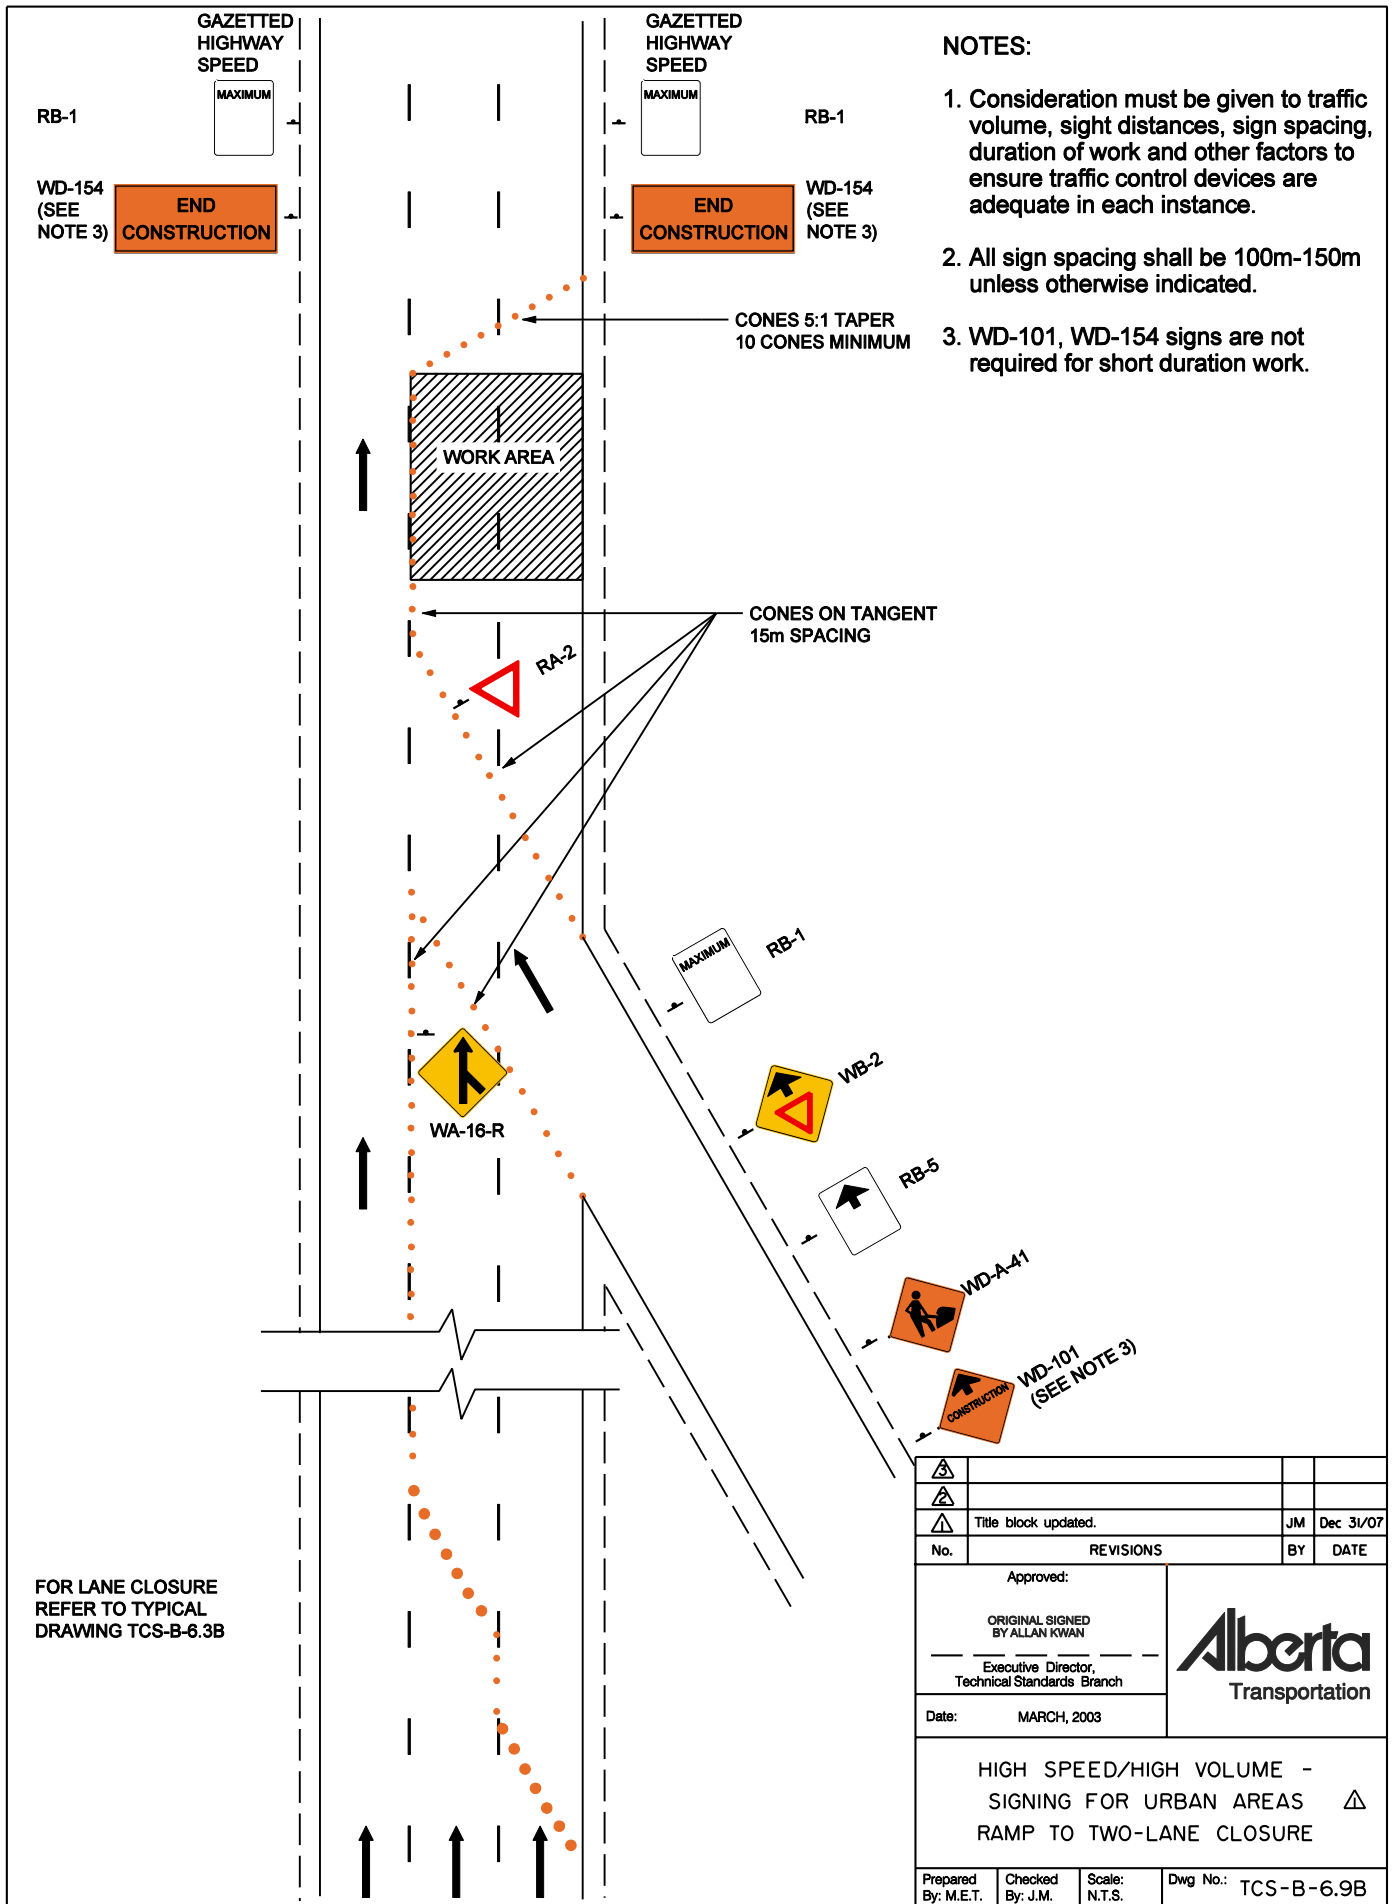 GAZETTED
HIGHWAY
SPEED
MAXIMUM
RB-1
WD-154
(SEE
NOTE 3)
END
CONSTRUCTION
GAZETTED
HIGHWAY
SPEED
MAXIMUM
RB-1
END
CONSTRUCTION
WD-154
(SEE
NOTE 3)
NOTES:
1. Consideration must be given to traffic
volume, sight distances, sign spacing,
duration of work and other factors to
ensure traffic control devices are
adequate in each instance.
2. All sign spacing shall be 100m-150m
unless otherwise indicated.
3. WD-101, WD-154 signs are not
required for short duration work.
CONES 5:1 TAPER
10 CONES MINIMUM
WORK AREA
CONES ON TANGENT
15m SPACING
RA-2
MAXIMUM
RB-1
WB-2
WA-16-R
RB-5
WD-A-41
CONSTRUCTION
WD-101
(SEE NOTE 3)
FOR LANE CLOSURE
REFER TO TYPICAL
DRAWING TCS-B-6.3B
3
2
1 Title block updated. JM Dec 31/07
No. REVISIONS BY DATE
Approved:
ORIGINAL SIGNED
BY ALLAN KWAN
Executive Director,
Technical Standards Branch
Date: MARCH, 2003
Alberta
Transportation
HIGH SPEED/HIGH VOLUME -
SIGNING FOR URBAN AREAS 1
RAMP TO TWO-LANE CLOSURE
Prepared
By: M.E.T.
Checked
By: J.M.
Scale:
N.T.S.
Dwg No.: TCS-B-6.9B